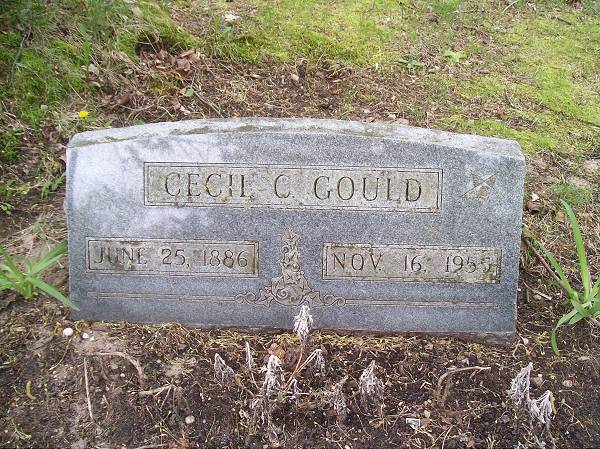 CECIL C. GOULD
JUNE 25, 1886
NOV. 16, 1955